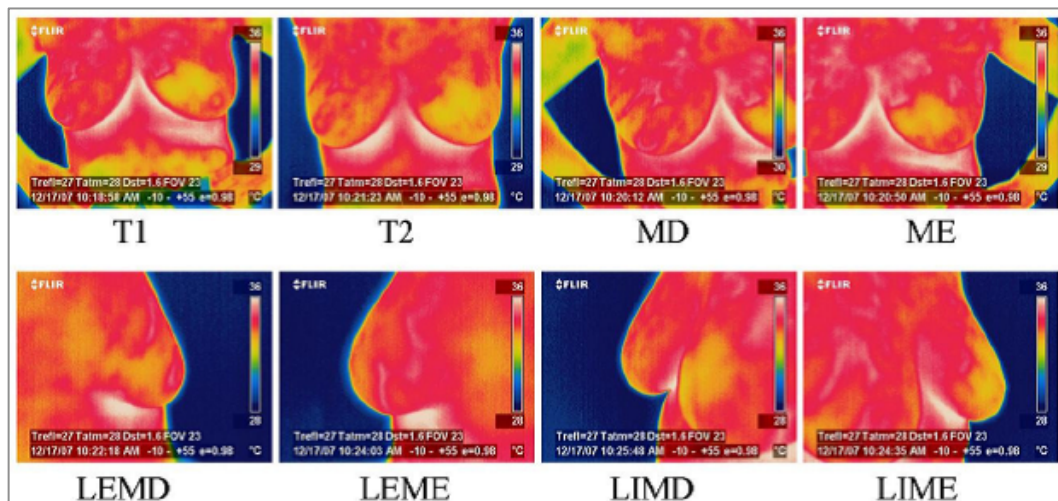 FLIR 36
29
Trefl=27 Tatm=28 Dst=1.6 FOV 23
12/17/07 10:18:58 AM -10 - +55 e=0.98 °C
T1
FLIR 36
29
Trefl=27 Tatm=28 Dst=1.6 FOV 23
12/17/07 10:21:23 AM -10 - +55 e=0.98 °C
T2
FLIR 36
30
Trefl=27 Tatm=28 Dst=1.6 FOV 23
12/17/07 10:20:12 AM -10 - +55 e=0.98 °C
MD
FLIR 36
29
Trefl=27 Tatm=28 Dst=1.6 FOV 23
12/17/07 10:20:50 AM -10 - +55 e=0.98 °C
ME
FLIR 36
28
Trefl=27 Tatm=28 Dst=1.6 FOV 23
12/17/07 10:22:18 AM -10 - +55 e=0.98 °C
LEMD
FLIR 36
28
Trefl=27 Tatm=28 Dst=1.6 FOV 23
12/17/07 10:24:03 AM -10 - +55 e=0.98 °C
LEME
FLIR 36
28
Trefl=27 Tatm=28 Dst=1.6 FOV 23
12/17/07 10:25:48 AM -10 - +55 e=0.98 °C
LIMD
FLIR 36
28
Trefl=27 Tatm=28 Dst=1.6 FOV 23
12/17/07 10:24:35 AM -10 - +55 e=0.98 °C
LIME